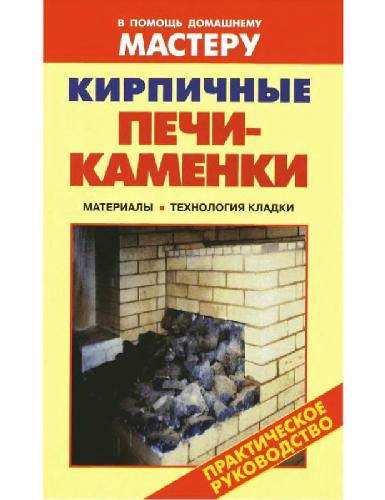 В ПОМОЩЬ ДОМАШНЕМУ
МАСТЕРУ
КИРПИЧНЫЕ
ПЕЧИ-
КАМЕНКИ
МАТЕРИАЛЫ ▪ ТЕХНОЛОГИЯ КЛАДКИ
ПРАКТИЧЕСКОЕ
РУКОВОДСТВО